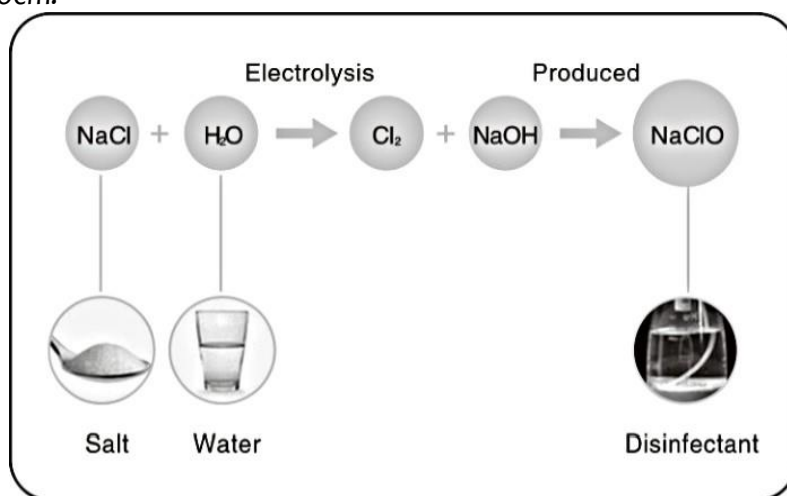 Electrolysis Produced
NaCl + H₂O Cl₂ + NaOH NaClO
Salt Water Disinfectant